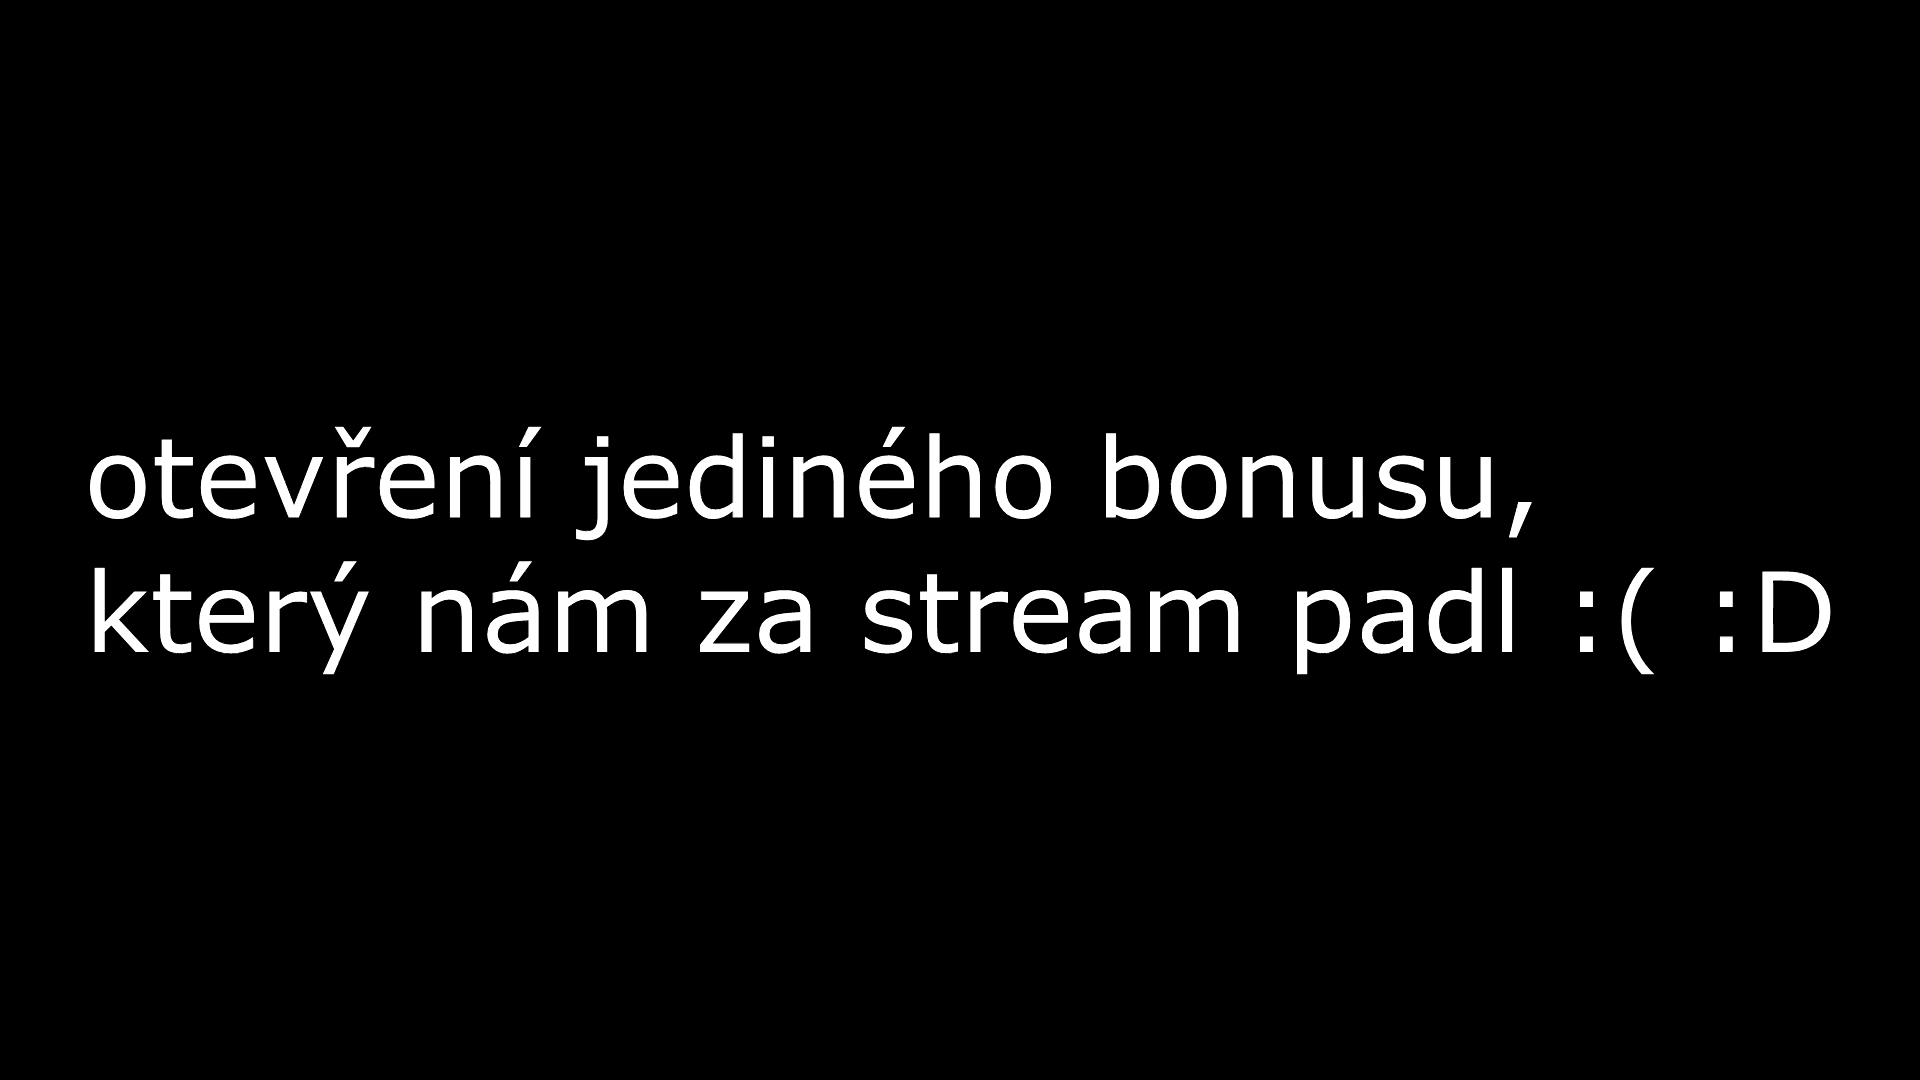 otevření jediného bonusu,
který nám za stream padl :( :D